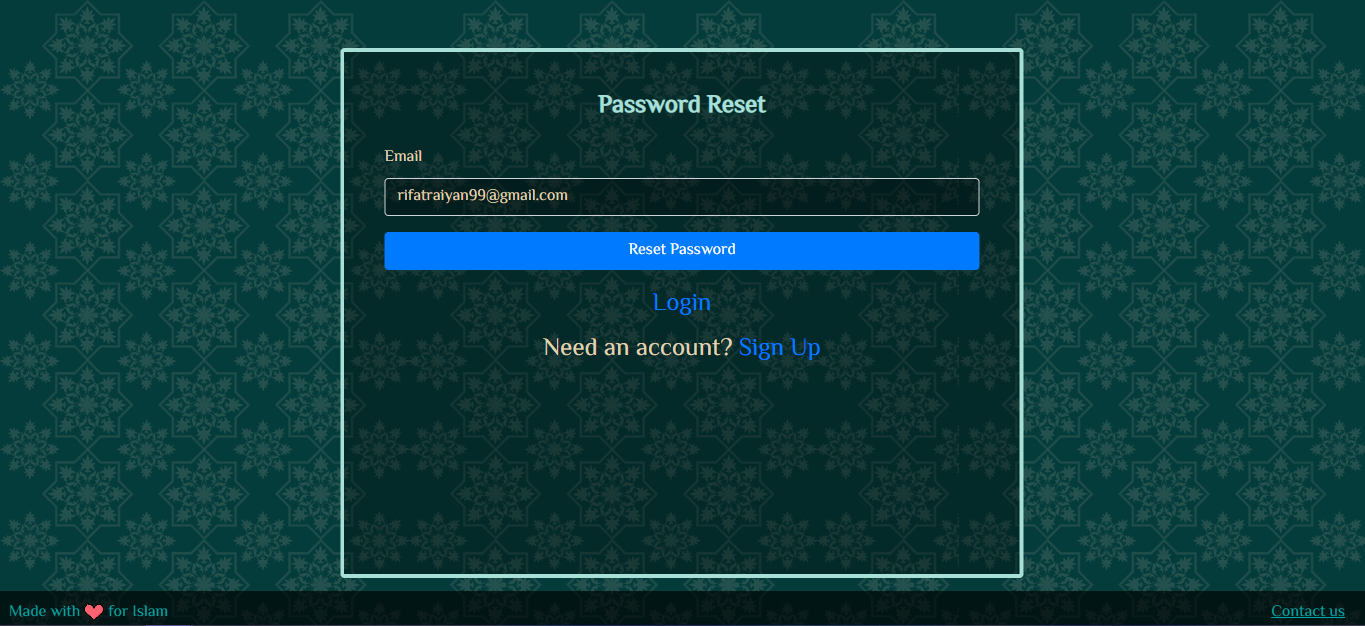 Password Reset
Email
rifatraiyan99@gmail.com
Reset Password
Login
Need an account? Sign Up
Made with ❤ for Islam
Contact us